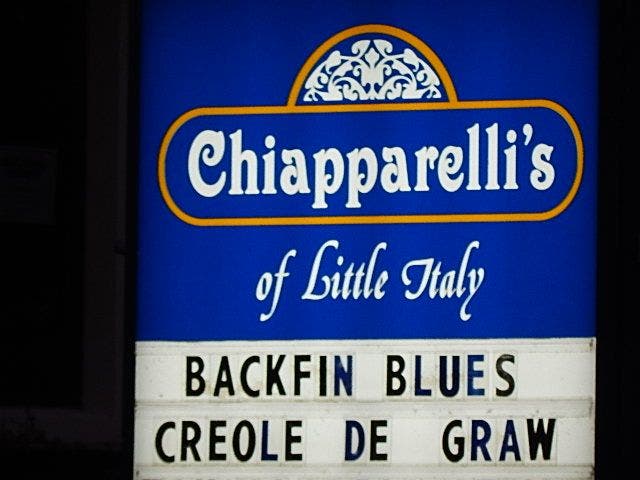 Chiapparelli's
of Little Italy
BACKFIN BLUES
CREOLE DE GRAW